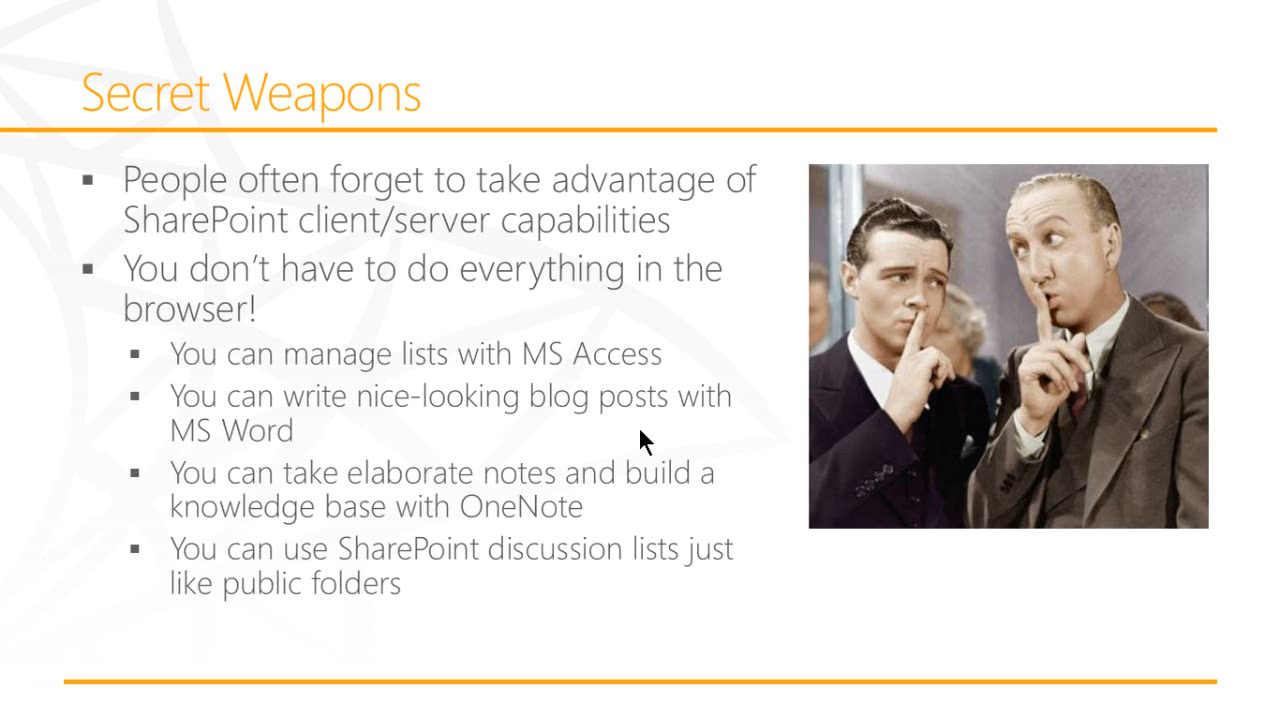 Secret Weapons
▪ People often forget to take advantage of
SharePoint client/server capabilities
▪ You don’t have to do everything in the
browser!
▪ You can manage lists with MS Access
▪ You can write nice-looking blog posts with
MS Word
▪ You can take elaborate notes and build a
knowledge base with OneNote
▪ You can use SharePoint discussion lists just
like public folders